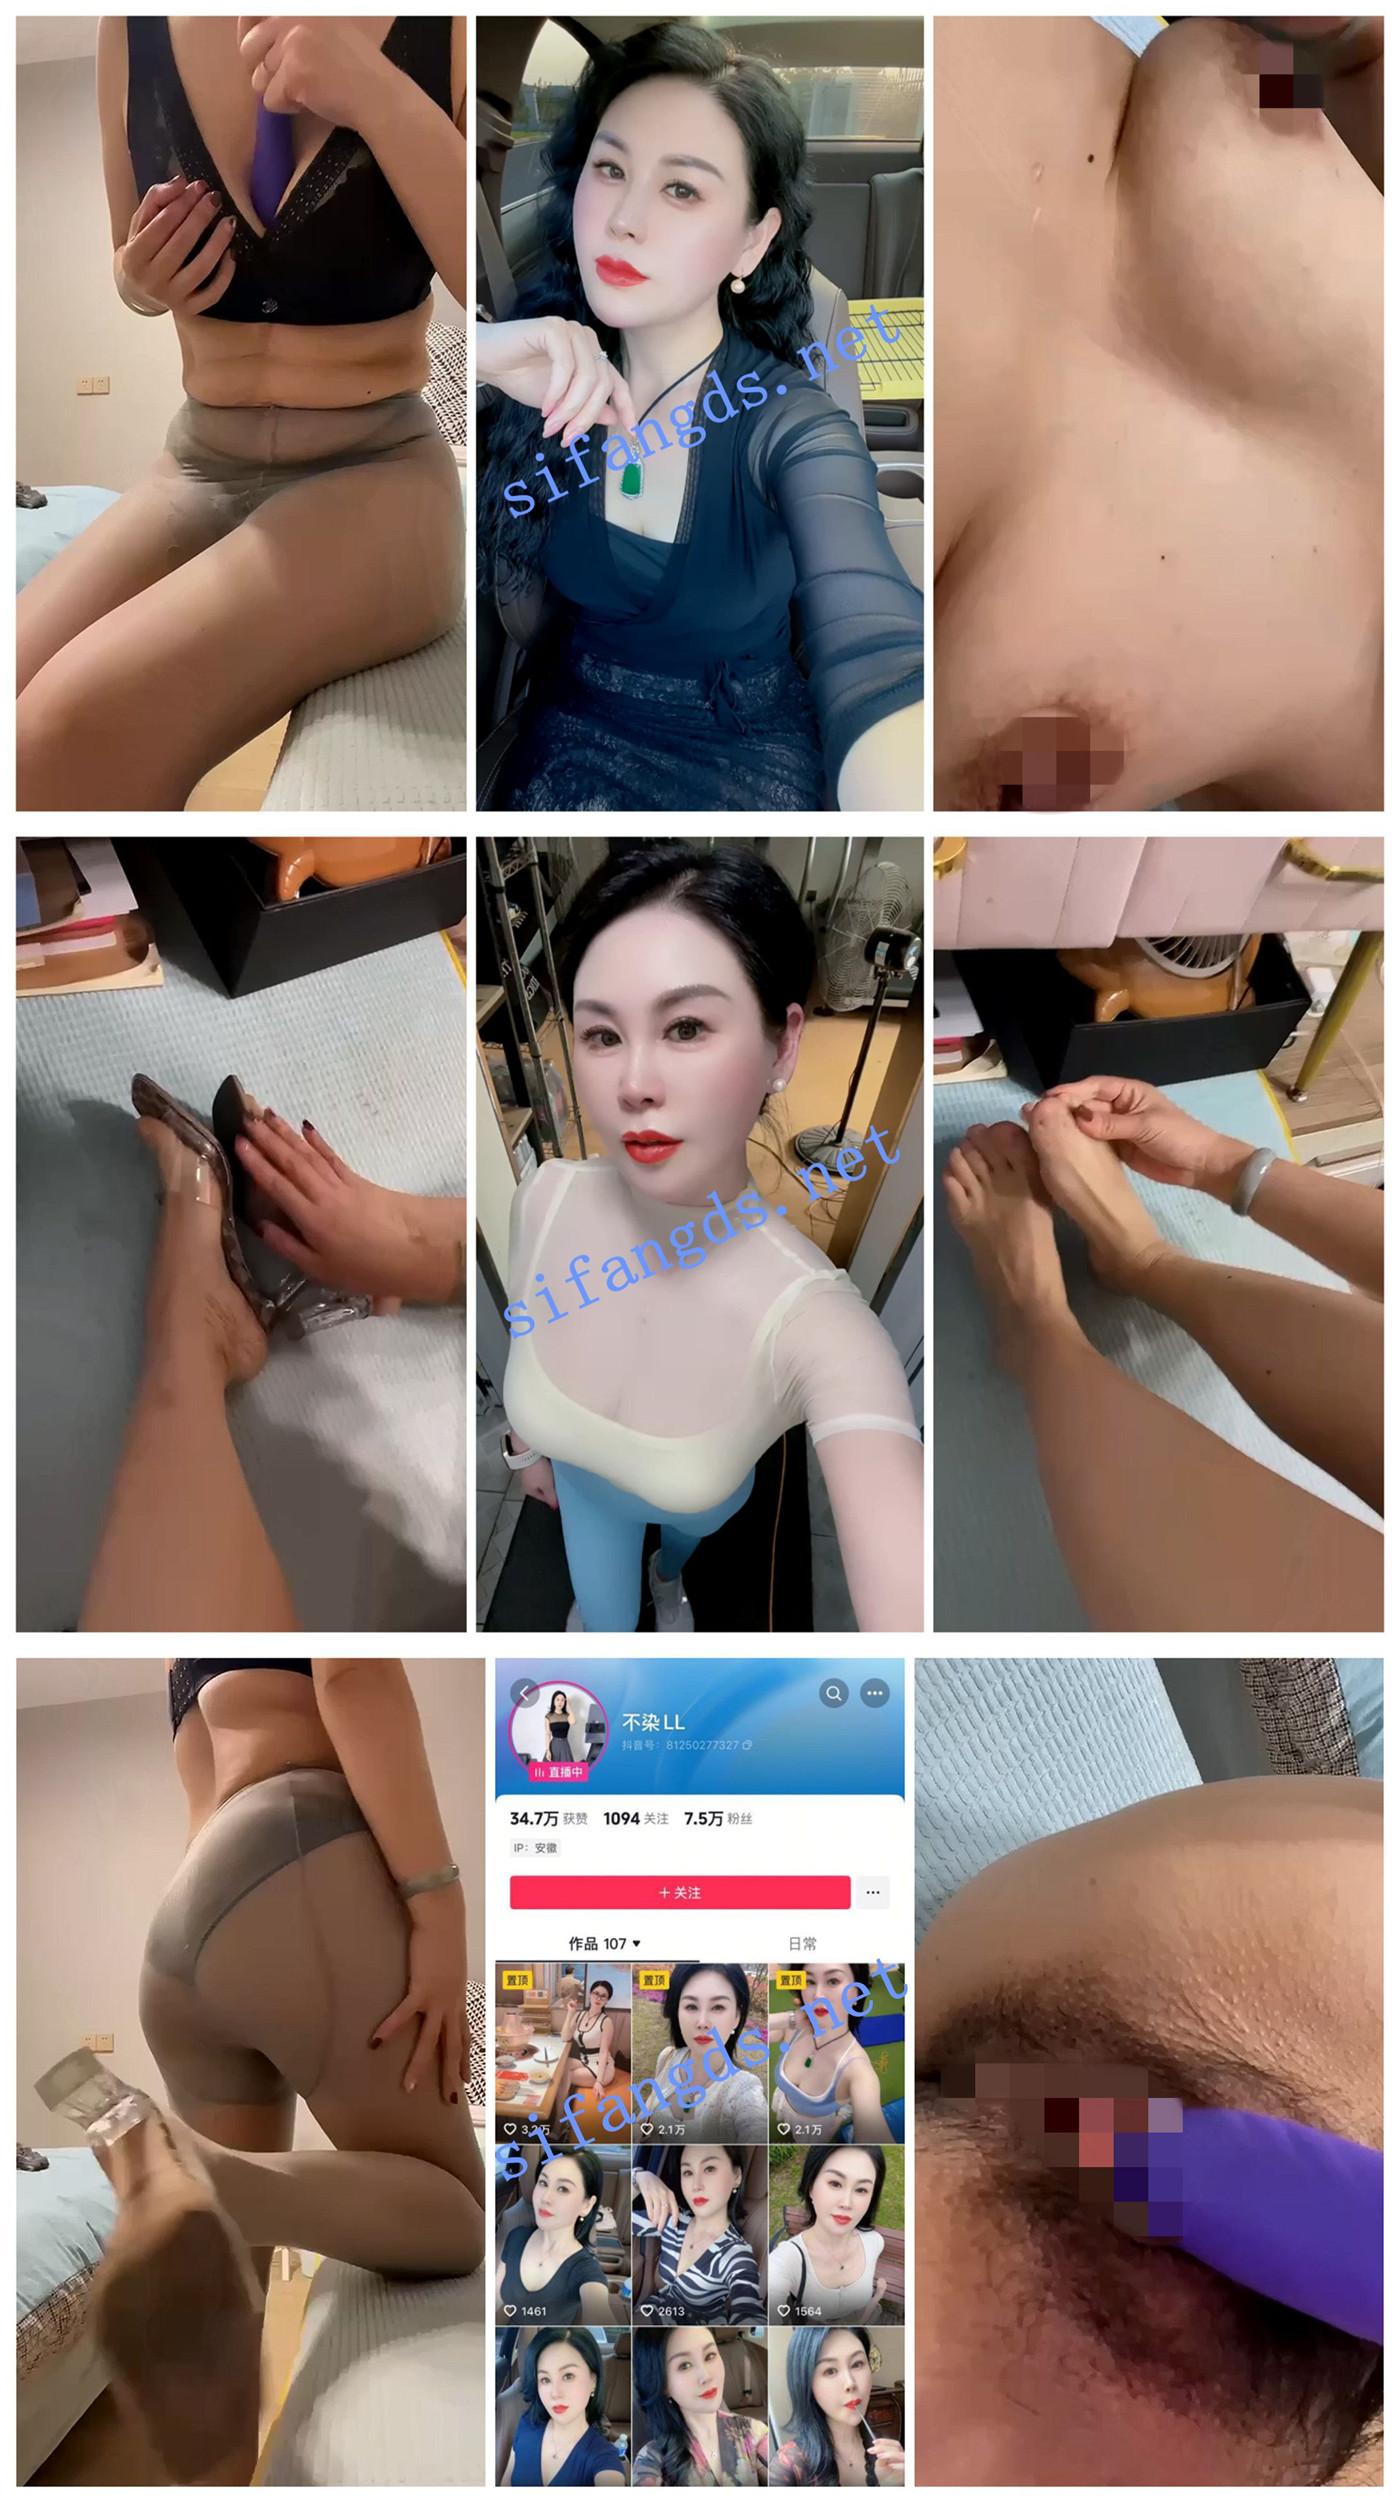 sifangds.net
sifangds.net
不染LL
抖音号：81250277327
直播中
34.7万 获赞 1094 关注 7.5万 粉丝
IP：安徽
＋关注
作品 107 日常
置顶 置顶 置顶
sifangds.net
3.2万 2.1万 2.1万
1461 2613 1564